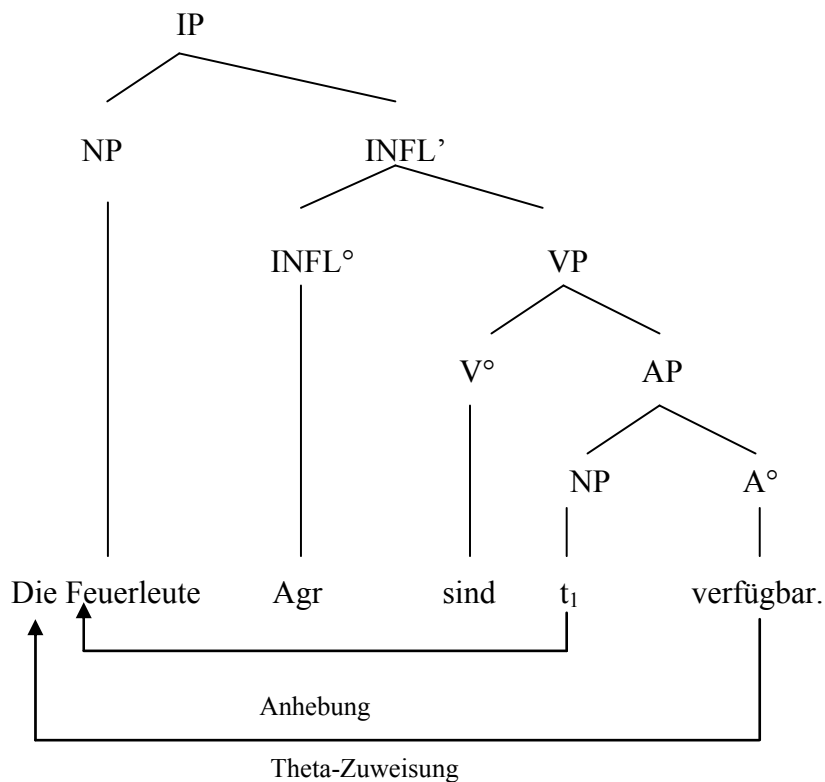 IP
NP INFL’
INFL° VP
V° AP
NP A°
Die Feuerleute Agr sind t₁ verfügbar.
Anhebung
Theta-Zuweisung